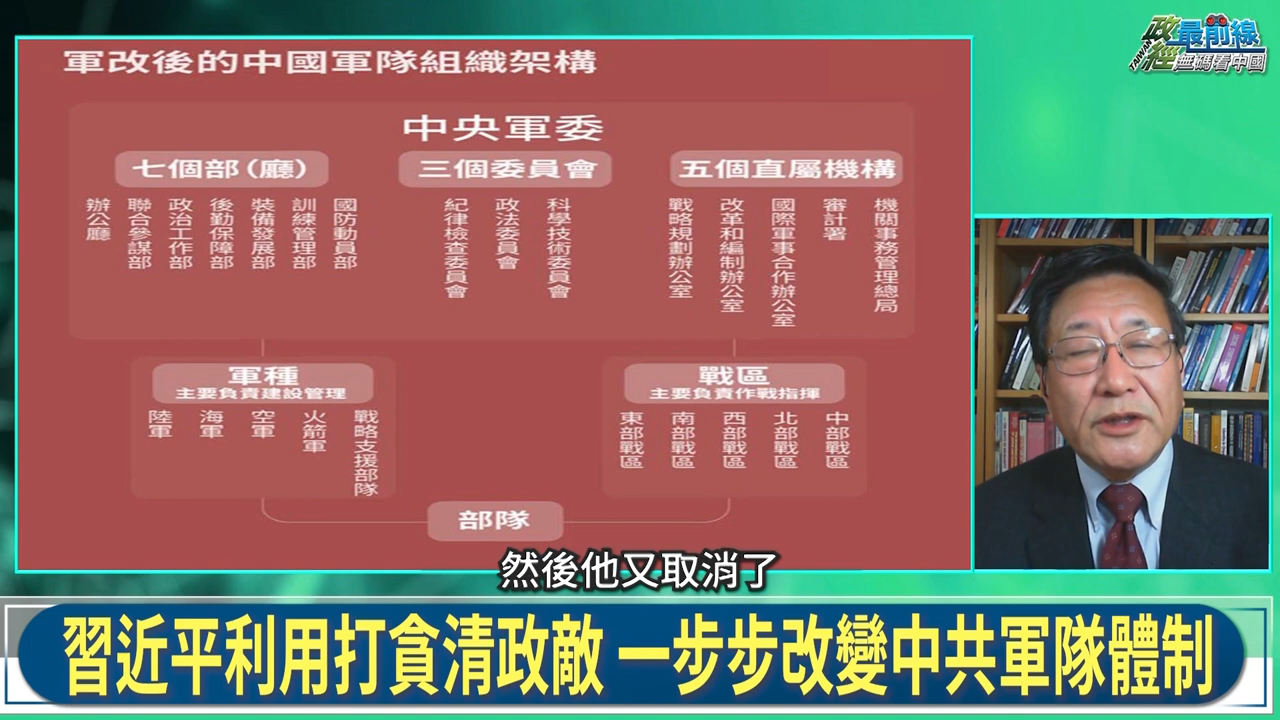 軍改後的中國軍隊組織架構
中央軍委
七個部(廳)
辦公廳
聯合參謀部
政治工作部
後勤保障部
裝備發展部
訓練管理部
國防動員部
三個委員會
紀律檢查委員會
政法委員會
科學技術委員會
五個直屬機構
戰略規劃辦公室
改革和編制辦公室
國際軍事合作辦公室
審計署
機關事務管理總局
軍種
主要負責建設管理
陸軍
海軍
空軍
火箭軍
戰略支援部隊
戰區
主要負責作戰指揮
東部戰區
南部戰區
西部戰區
北部戰區
中部戰區
部隊
政經最前線
TAIWAN
無碼看中國
然後他又取消了
習近平利用打貪清政敵 一步步改變中共軍隊體制